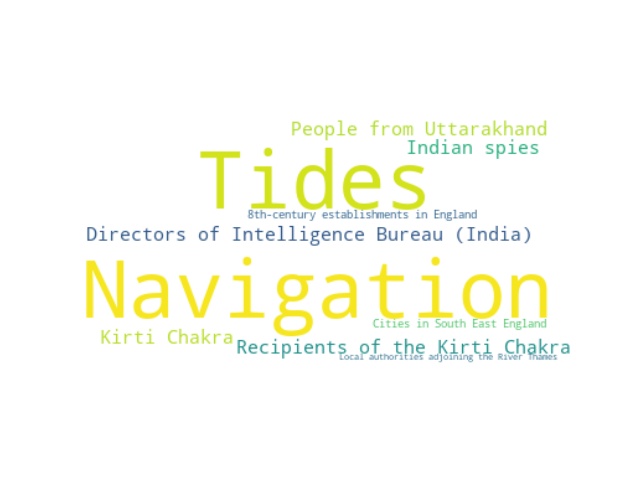 People from Uttarakhand
Indian spies
Tides
8th-century establishments in England
Directors of Intelligence Bureau (India)
Navigation
Cities in South East England
Kirti Chakra
Recipients of the Kirti Chakra
Local authorities adjoining the River Thames